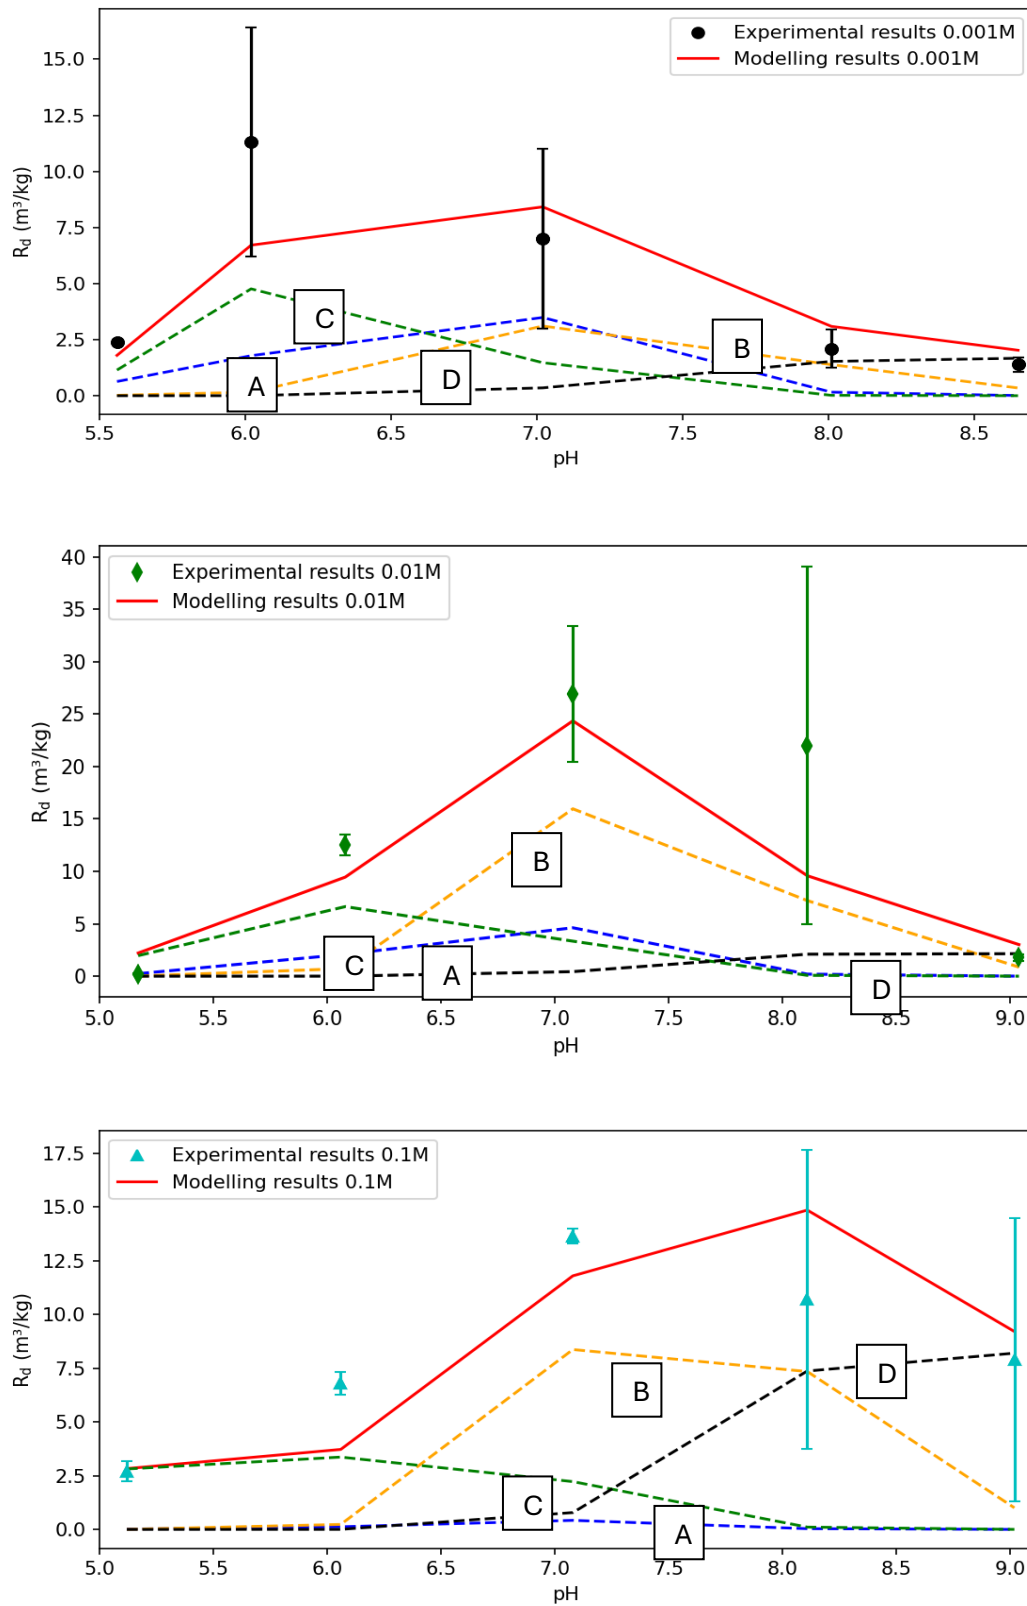 Experimental results 0.001M
Modelling results 0.001M
15.0
12.5
10.0
7.5
5.0
2.5
0.0
Rd (m³/kg)
C
A
D
B
5.5 6.0 6.5 7.0 7.5 8.0 8.5
pH
Experimental results 0.01M
Modelling results 0.01M
40
35
30
25
20
15
10
5
0
Rd (m³/kg)
B
C
A
D
5.0 5.5 6.0 6.5 7.0 7.5 8.0 8.5 9.0
pH
Experimental results 0.1M
Modelling results 0.1M
17.5
15.0
12.5
10.0
7.5
5.0
2.5
0.0
Rd (m³/kg)
D
B
C
A
5.0 5.5 6.0 6.5 7.0 7.5 8.0 8.5 9.0
pH